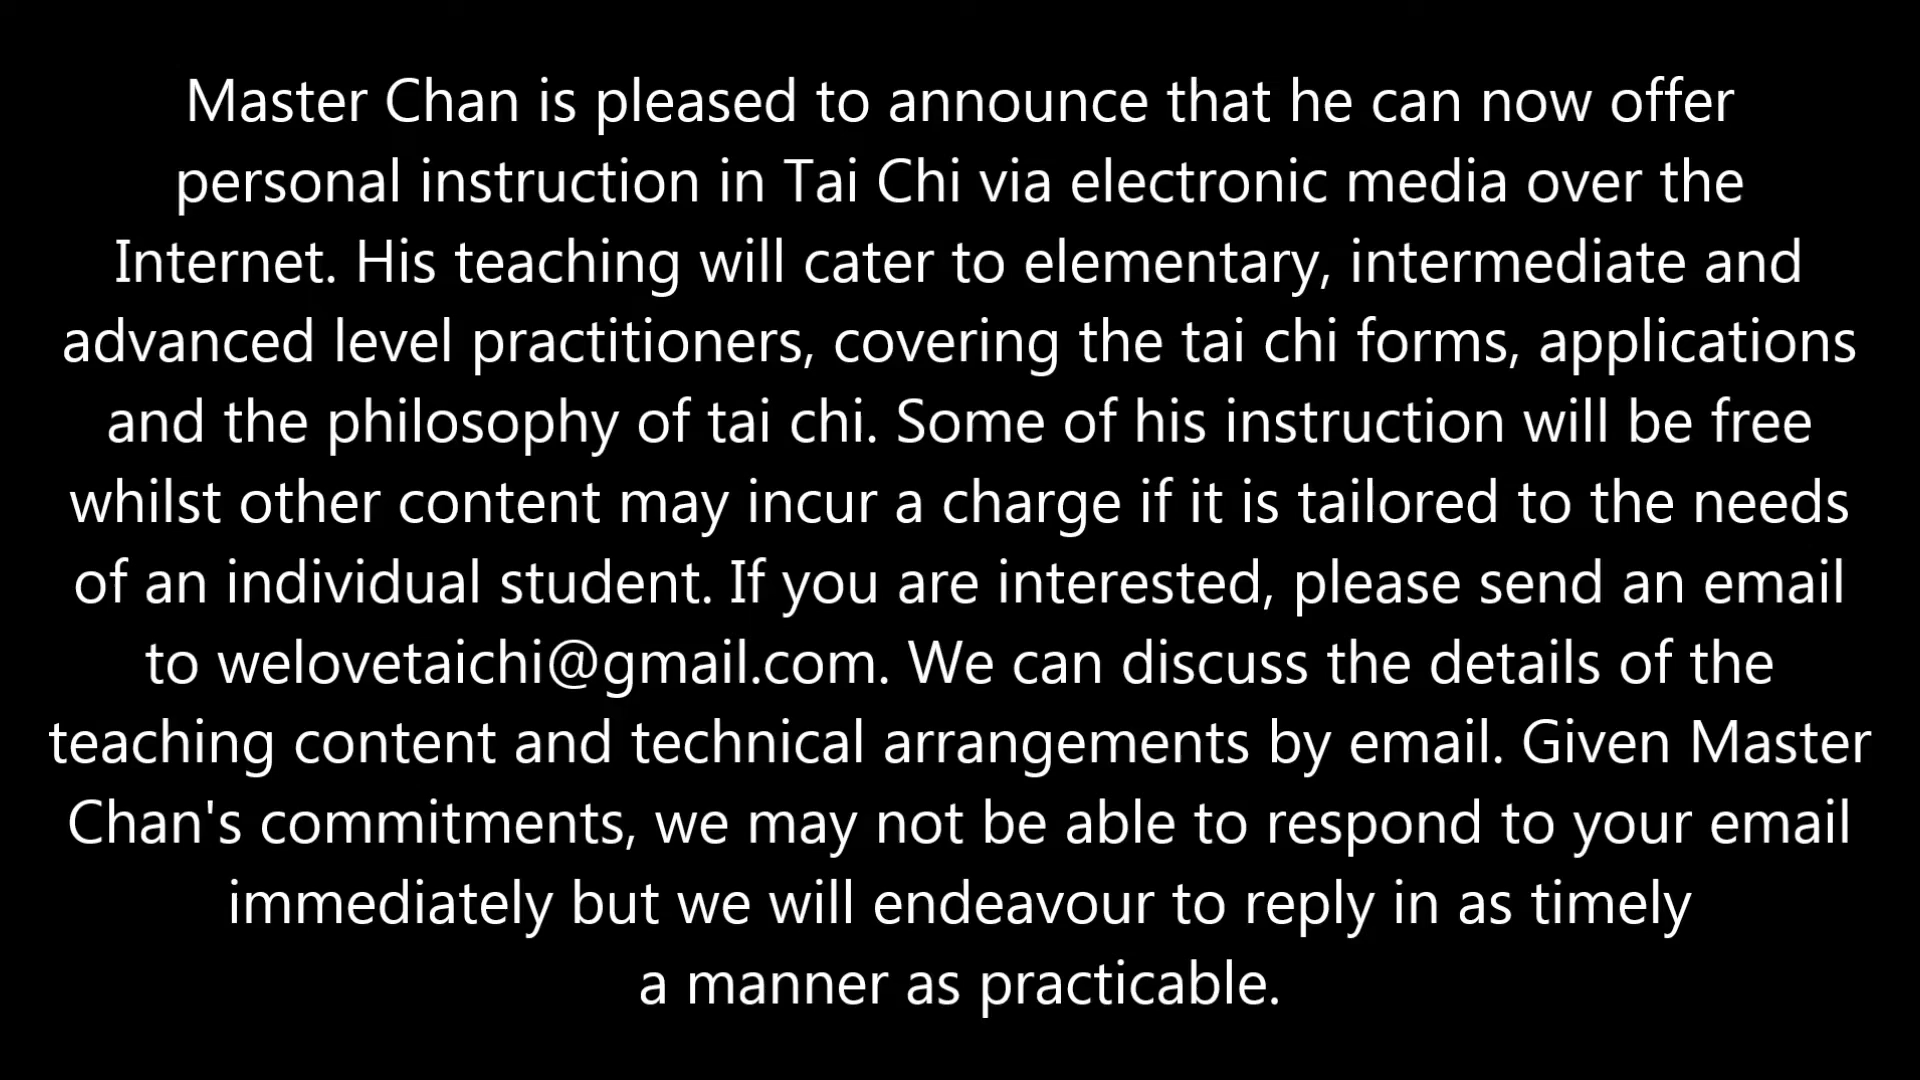 Master Chan is pleased to announce that he can now offer
personal instruction in Tai Chi via electronic media over the
Internet. His teaching will cater to elementary, intermediate and
advanced level practitioners, covering the tai chi forms, applications
and the philosophy of tai chi. Some of his instruction will be free
whilst other content may incur a charge if it is tailored to the needs
of an individual student. If you are interested, please send an email
to welovetaichi@gmail.com. We can discuss the details of the
teaching content and technical arrangements by email. Given Master
Chan's commitments, we may not be able to respond to your email
immediately but we will endeavour to reply in as timely
a manner as practicable.